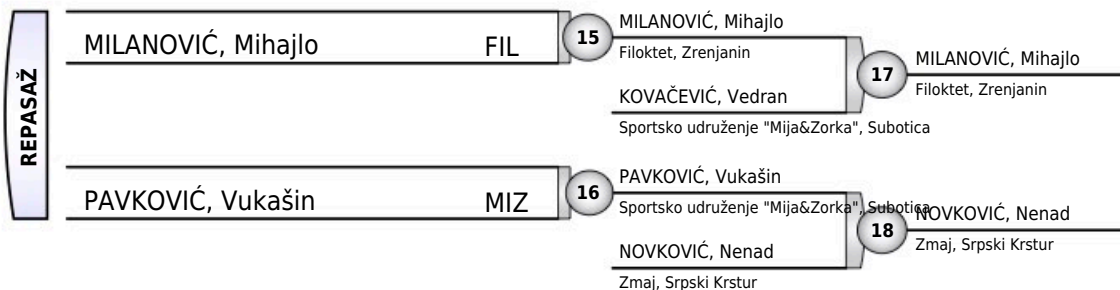 REPASAŽ
MILANOVIĆ, Mihajlo FIL
15
MILANOVIĆ, Mihajlo
Filoktet, Zrenjanin
KOVAČEVIĆ, Vedran
Sportsko udruženje "Mija&Zorka", Subotica
17
MILANOVIĆ, Mihajlo
Filoktet, Zrenjanin
PAVKOVIĆ, Vukašin MIZ
16
PAVKOVIĆ, Vukašin
Sportsko udruženje "Mija&Zorka", Subotica
NOVKOVIĆ, Nenad
Zmaj, Srpski Krstur
18
NOVKOVIĆ, Nenad
Zmaj, Srpski Krstur